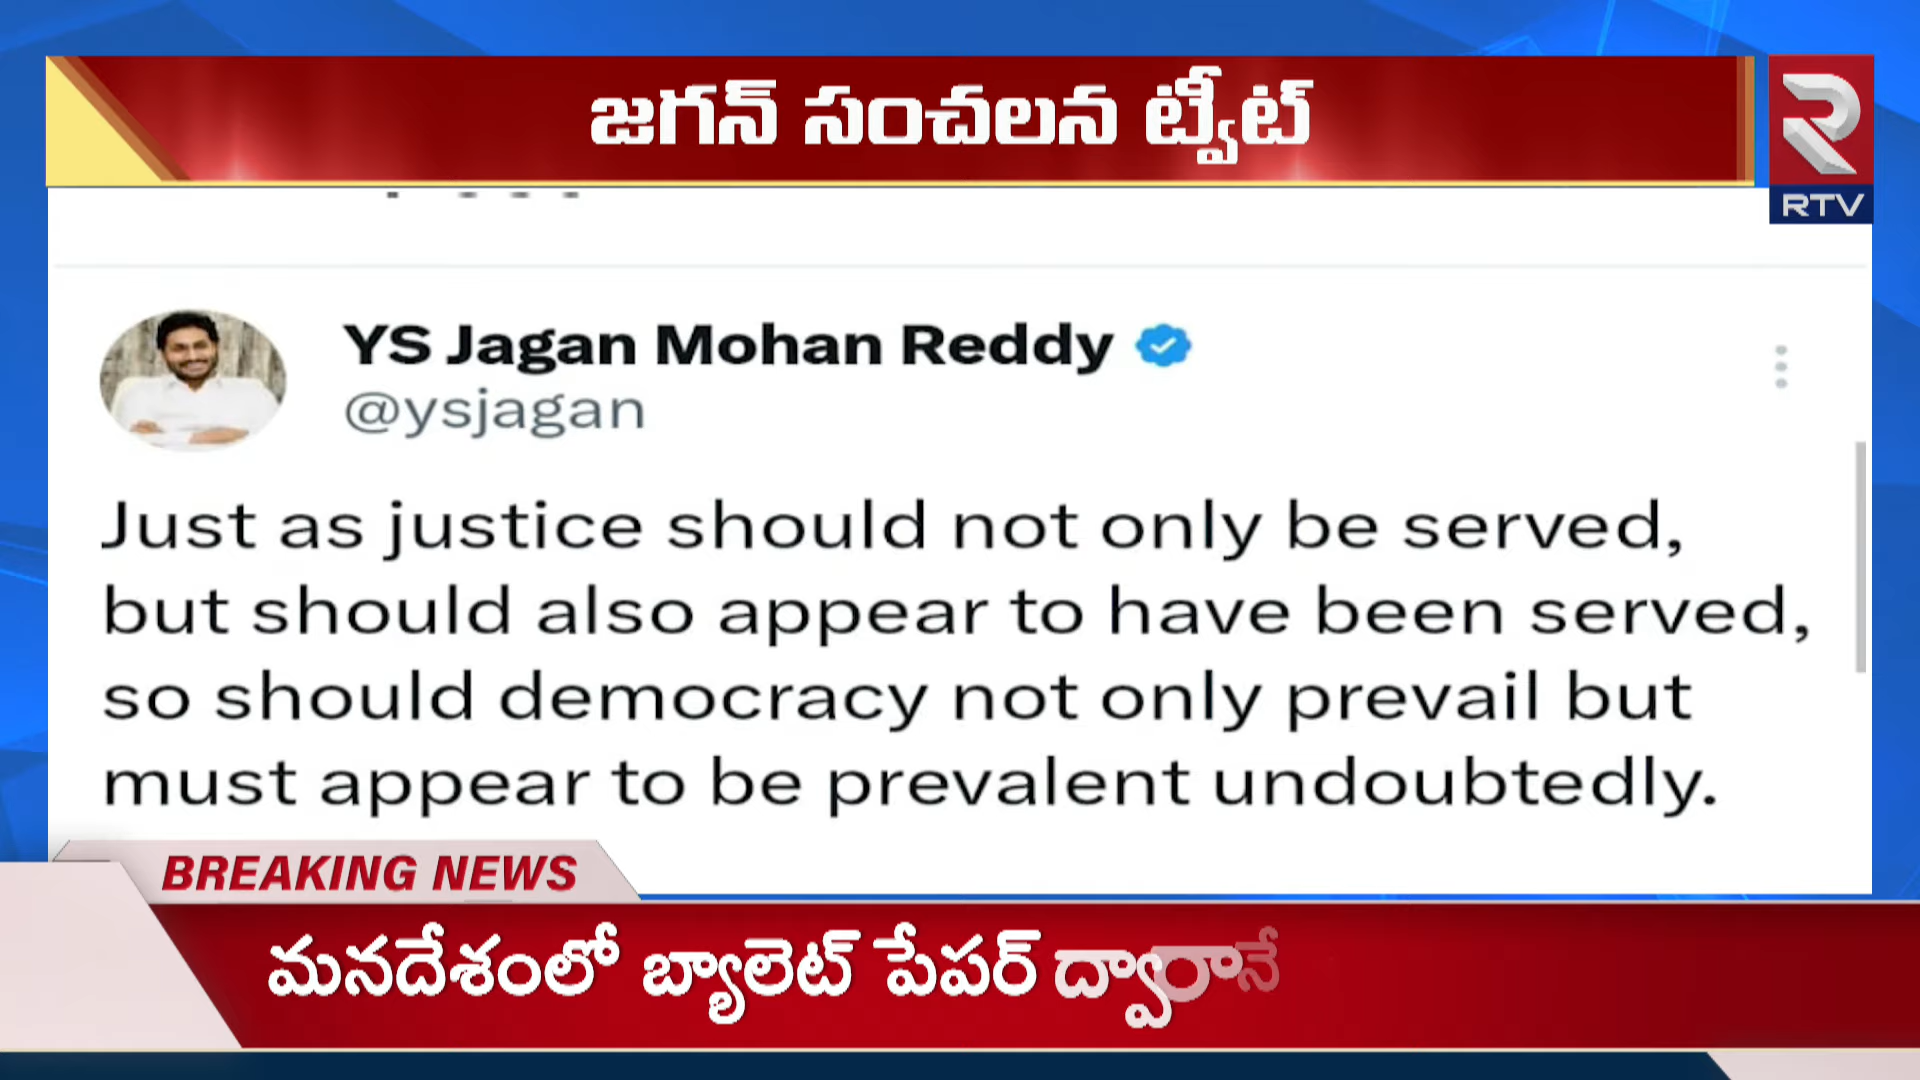 జగన్ సంచలన ట్వీట్
RTV
YS Jagan Mohan Reddy
@ysjagan
Just as justice should not only be served,
but should also appear to have been served,
so should democracy not only prevail but
must appear to be prevalent undoubtedly.
BREAKING NEWS
మనదేశంలో బ్యాలెట్ పేపర్ ద్వారానే